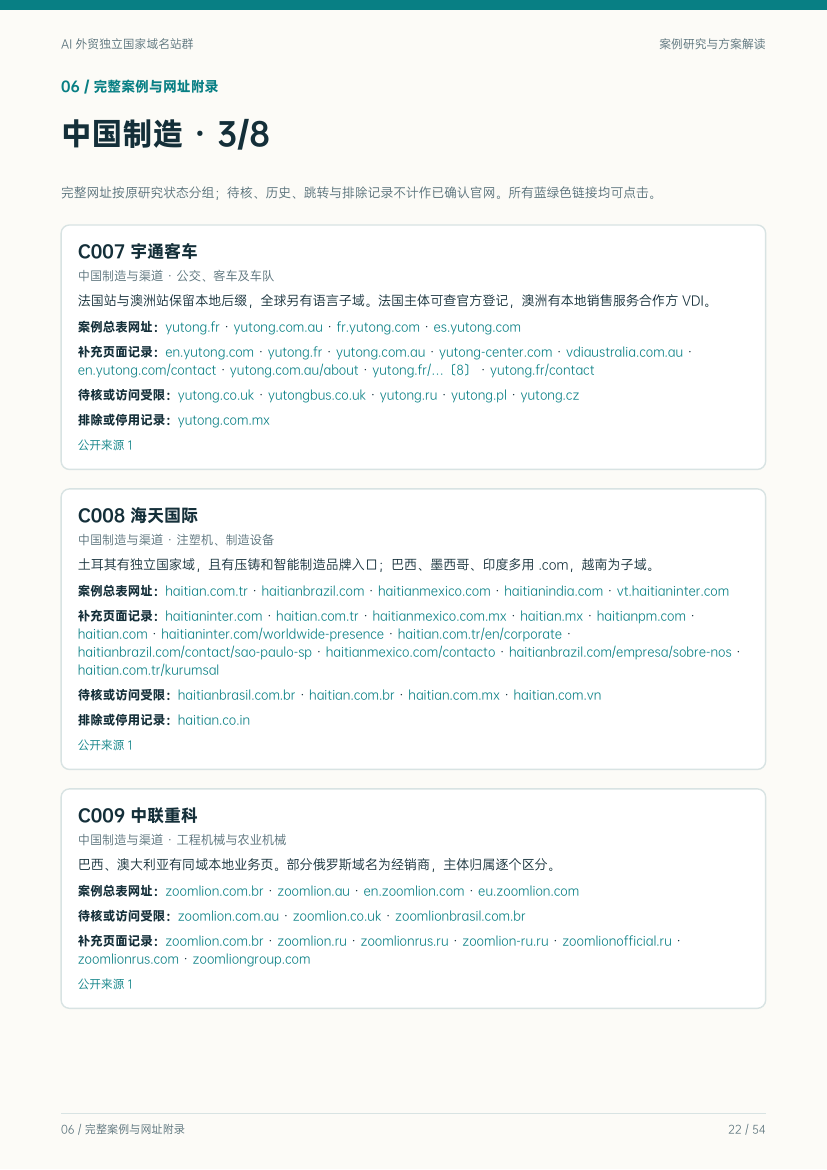 AI 外贸独立国家域名站群
案例研究与方案解读
06 / 完整案例与网址附录
中国制造 · 3/8
完整网址按原研究状态分组；待核、历史、跳转与排除记录不计作已确认官网。所有蓝绿色链接均可点击。
C007 宇通客车
中国制造与渠道 · 公交、客车及车队
法国站与澳洲站保留本地后缀，全球另有语言子域。法国主体可查官方登记，澳洲有本地销售服务合作方 VDI。
案例总表网址：yutong.fr · yutong.com.au · fr.yutong.com · es.yutong.com
补充页面记录：en.yutong.com · yutong.fr · yutong.com.au · yutong-center.com · vdiaustralia.com.au ·
en.yutong.com/contact · yutong.com.au/about · yutong.fr/…〔8〕 · yutong.fr/contact
待核或访问受限：yutong.co.uk · yutongbus.co.uk · yutong.ru · yutong.pl · yutong.cz
排除或停用记录：yutong.com.mx
公开来源 1
C008 海天国际
中国制造与渠道 · 注塑机、制造设备
土耳其有独立国家域，且有压铸和智能制造品牌入口；巴西、墨西哥、印度多用 .com，越南为子域。
案例总表网址：haitian.com.tr · haitianbrazil.com · haitianmexico.com · haitianindia.com · vt.haitianinter.com
补充页面记录：haitianinter.com · haitian.com.tr · haitianmexico.com.mx · haitian.mx · haitianpm.com ·
haitian.com · haitianinter.com/worldwide-presence · haitian.com.tr/en/corporate ·
haitianbrazil.com/contact/sao-paulo-sp · haitianmexico.com/contacto · haitianbrazil.com/empresa/sobre-nos ·
haitian.com.tr/kurumsal
待核或访问受限：haitianbrasil.com.br · haitian.com.br · haitian.com.mx · haitian.com.vn
排除或停用记录：haitian.co.in
公开来源 1
C009 中联重科
中国制造与渠道 · 工程机械与农业机械
巴西、澳大利亚有同域本地业务页。部分俄罗斯域名为经销商，主体归属逐个区分。
案例总表网址：zoomlion.com.br · zoomlion.au · en.zoomlion.com · eu.zoomlion.com
待核或访问受限：zoomlion.com.au · zoomlion.co.uk · zoomlionbrasil.com.br
补充页面记录：zoomlion.com.br · zoomlion.ru · zoomlionrus.ru · zoomlion-ru.ru · zoomlionofficial.ru ·
zoomlionrus.com · zoomliongroup.com
公开来源 1
06 / 完整案例与网址附录
22 / 54